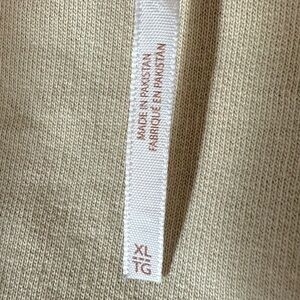 MADE IN PAKISTAN
FABRIQUÉ EN PAKISTAN
XL
TG